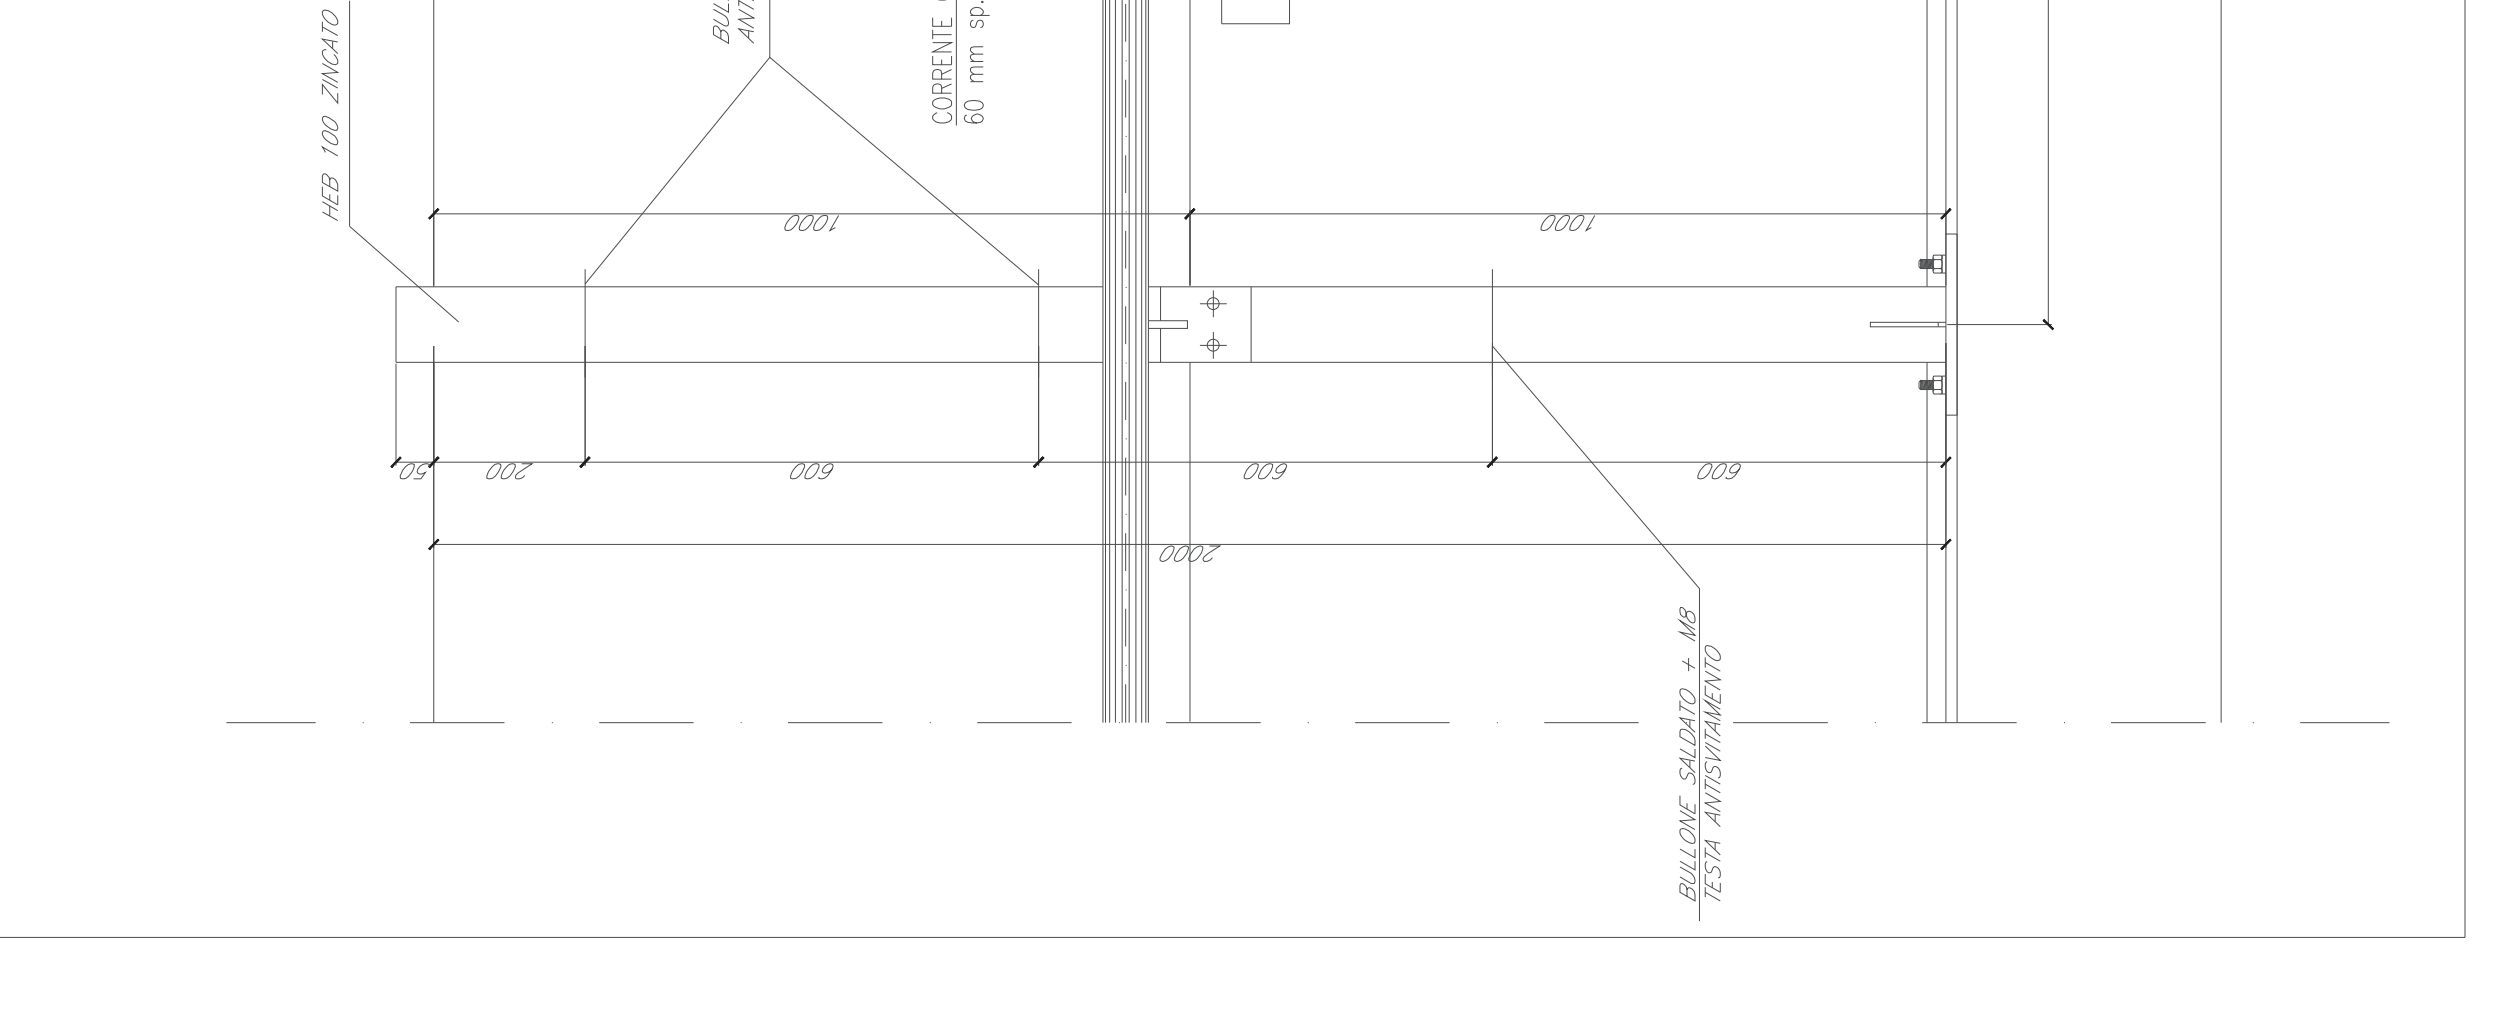 HEB 100 ZINCATO
BUL
CORRENTE
60 mm sp.
1000
1000
50
200
600
600
600
2000
BULLONE SALDATO + M8
TESTA ANTISVITAMENTO